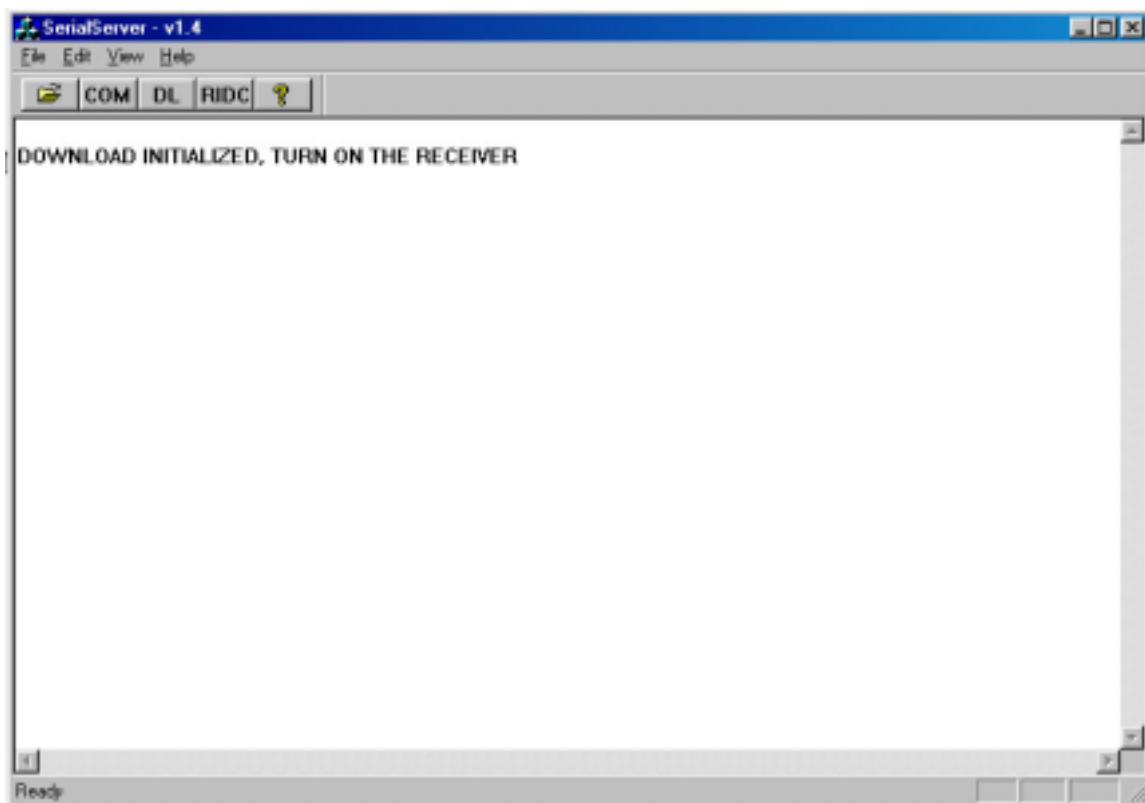 SerialServer - v1.4
File Edit View Help
COM DL RIDC
DOWNLOAD INITIALIZED, TURN ON THE RECEIVER
Ready